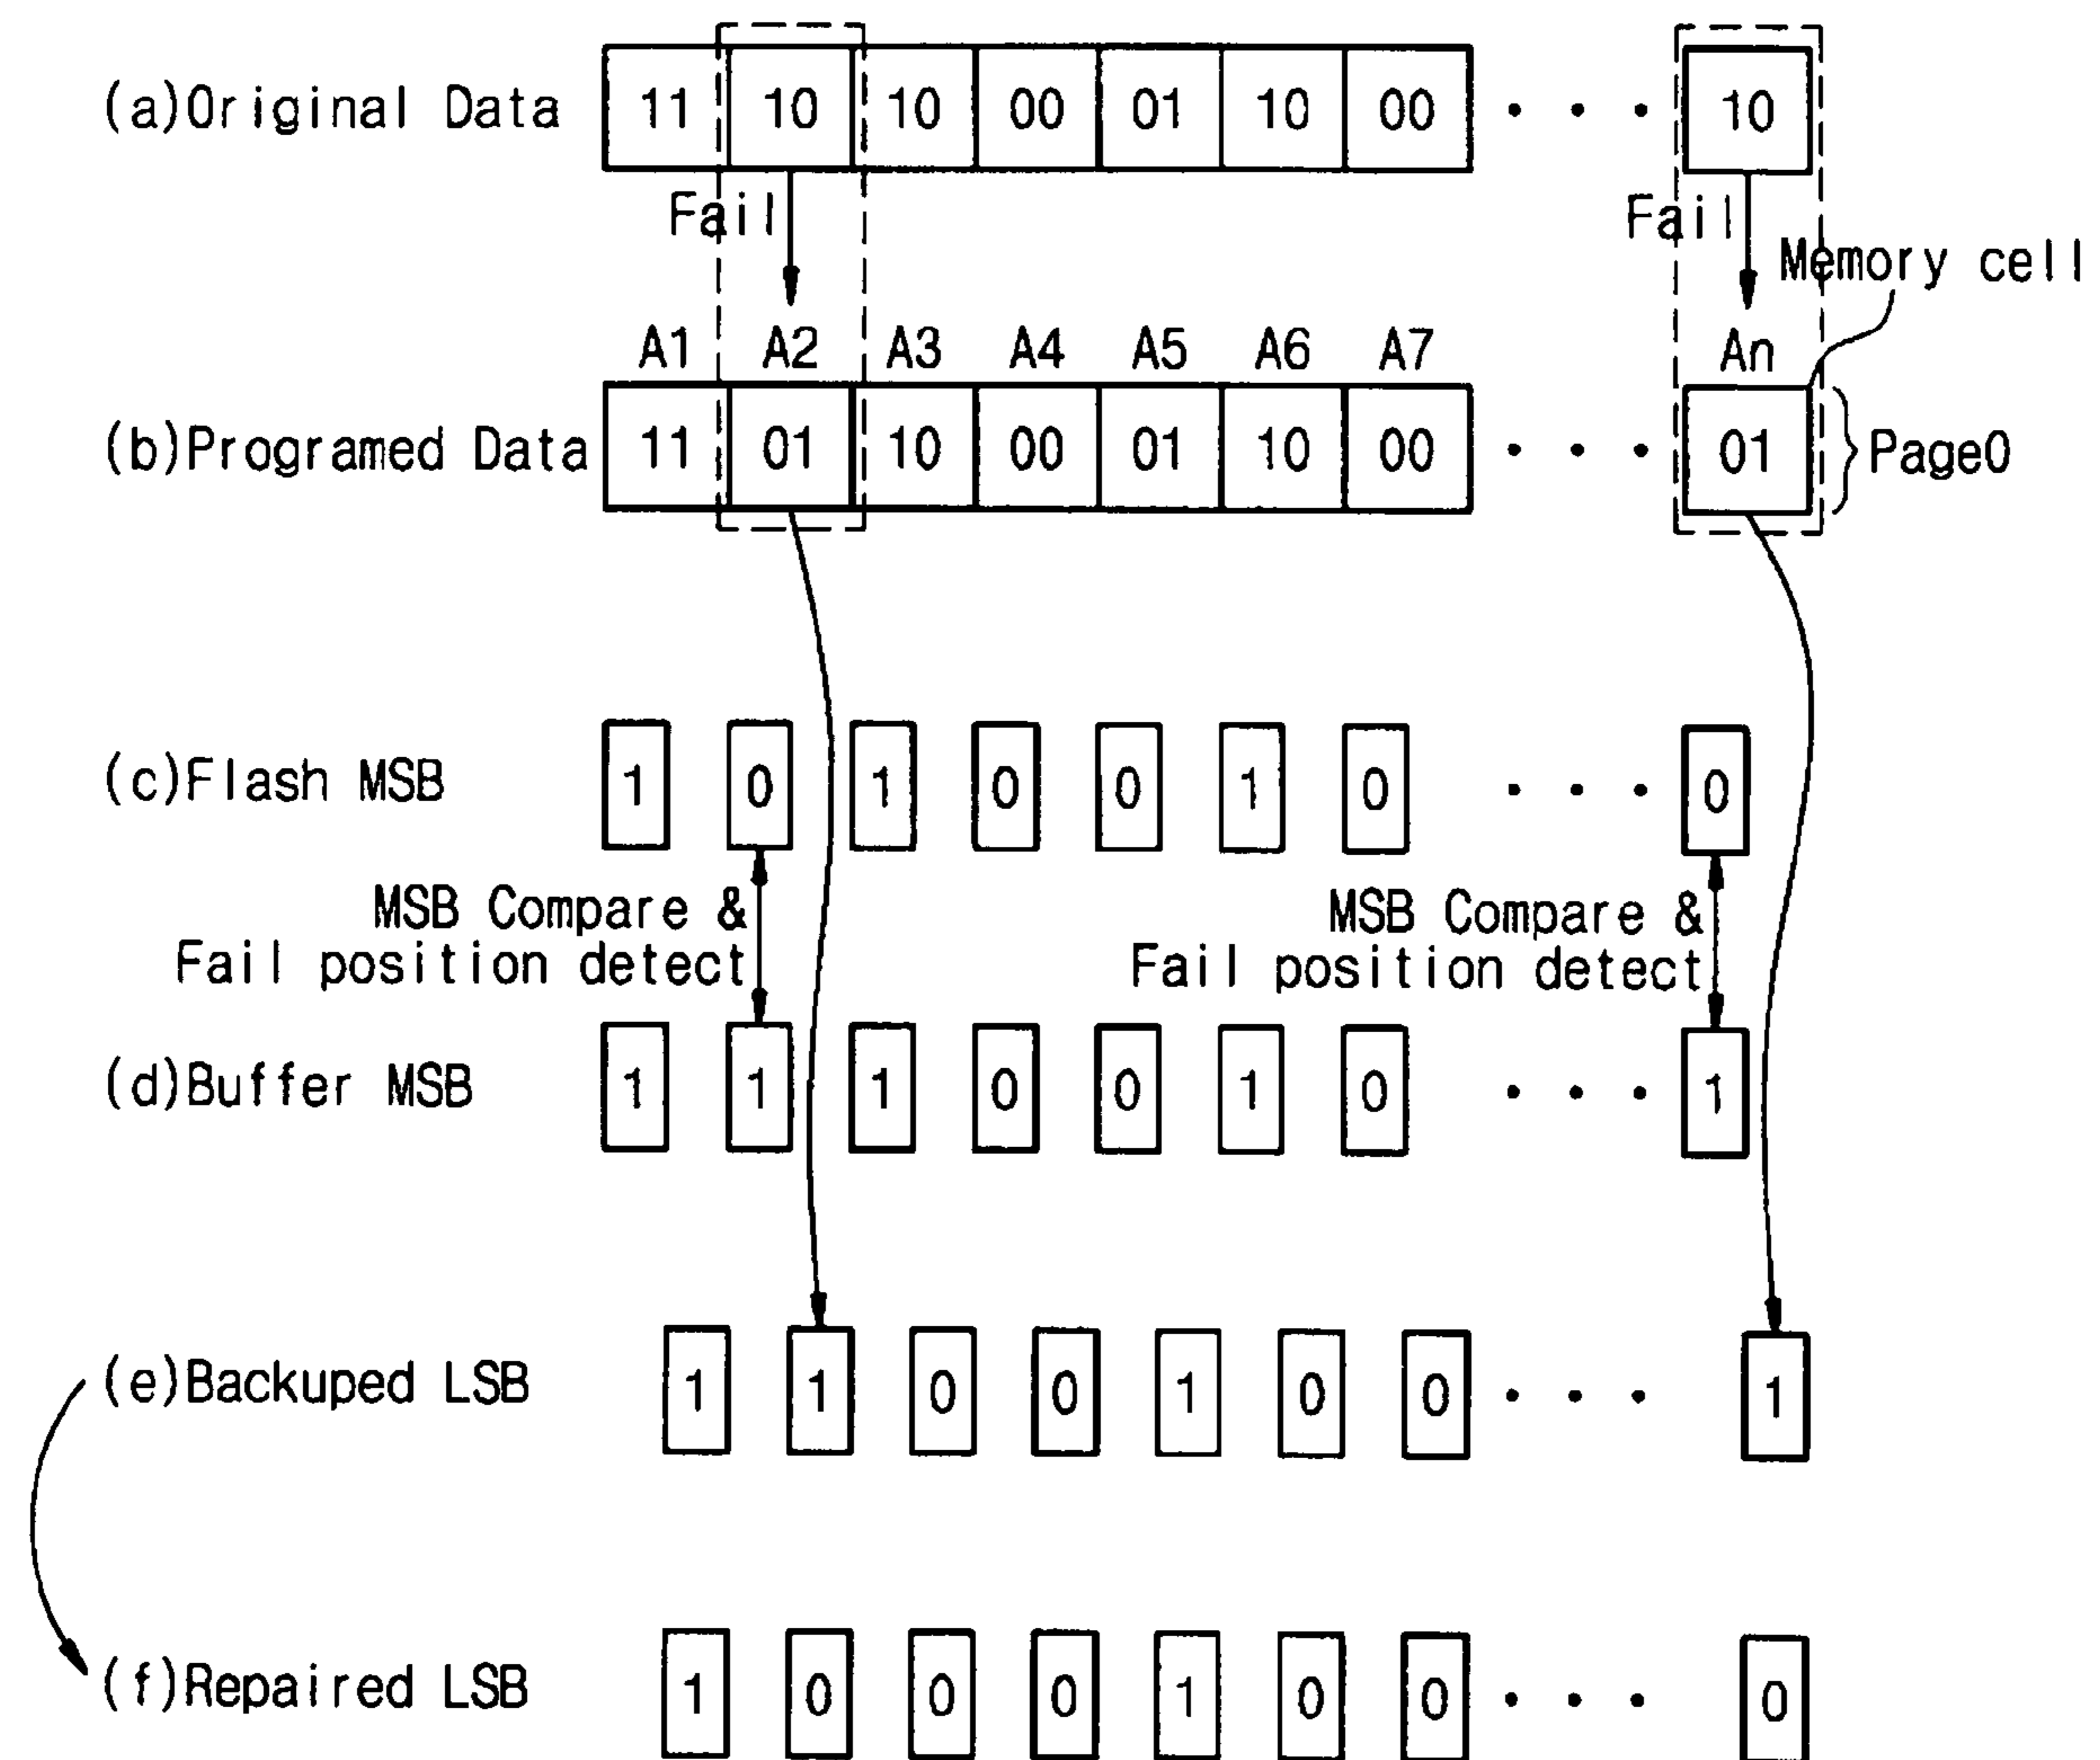 (a)Original Data 11 10 10 00 01 10 00 · · · 10
Fail Fail
Memory cell
A1 A2 A3 A4 A5 A6 A7 An
(b)Programed Data 11 01 10 00 01 10 00 · · · 01 Page0
(c)Flash MSB 1 0 1 0 0 1 0 · · · 0
MSB Compare & MSB Compare &
Fail position detect Fail position detect
(d)Buffer MSB 1 1 1 0 0 1 0 · · · 1
(e)Backuped LSB 1 1 0 0 1 0 0 · · · 1
(f)Repaired LSB 1 0 0 0 1 0 0 · · · 0